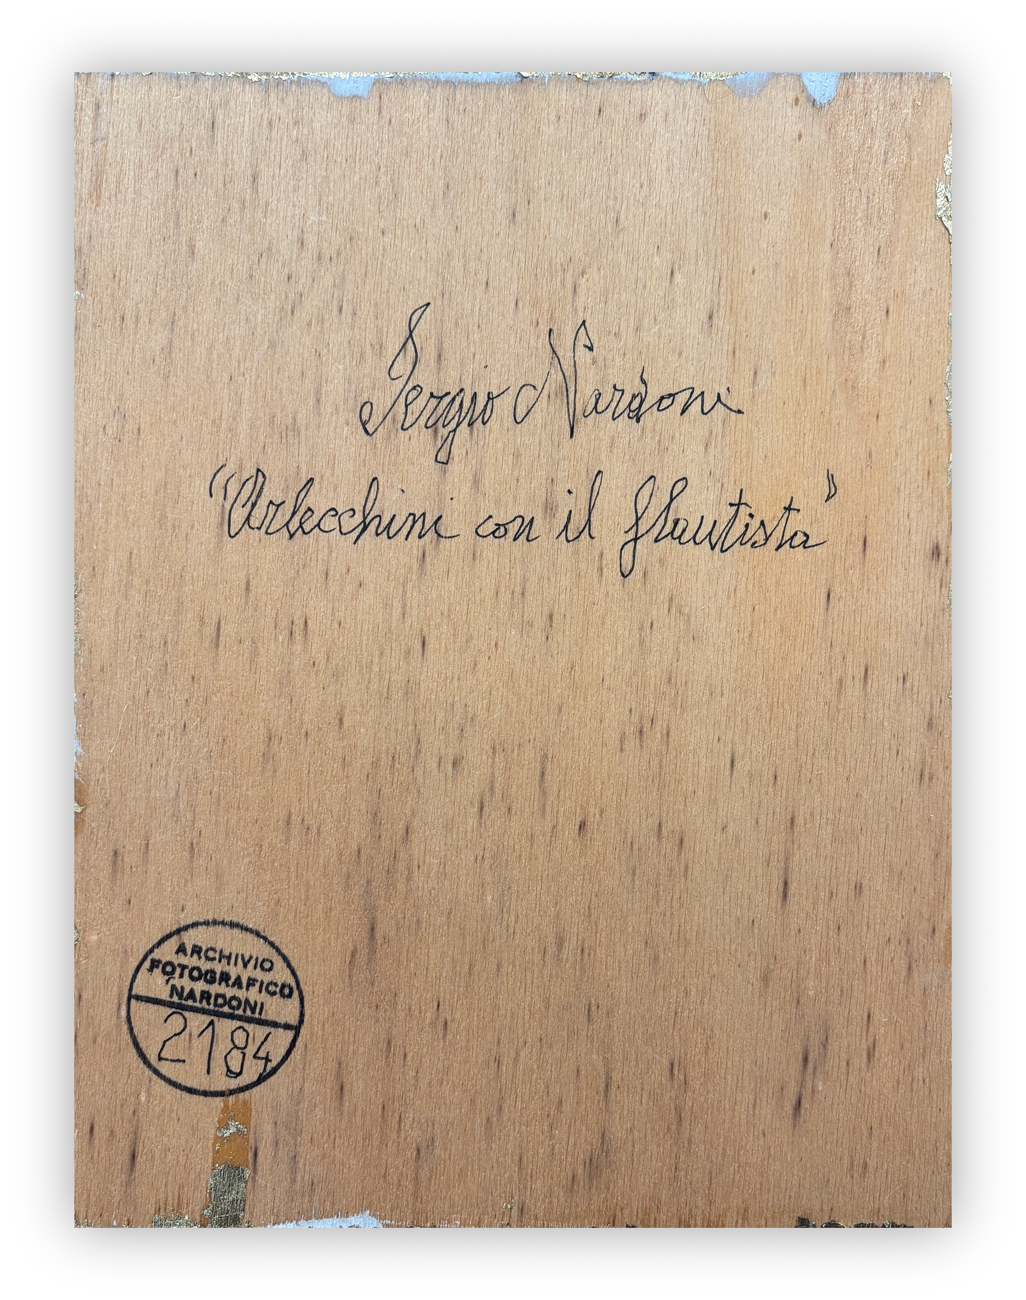 Sergio Nardoni
"Arlecchini con il flautista"
ARCHIVIO
FOTOGRAFICO
NARDONI
2184